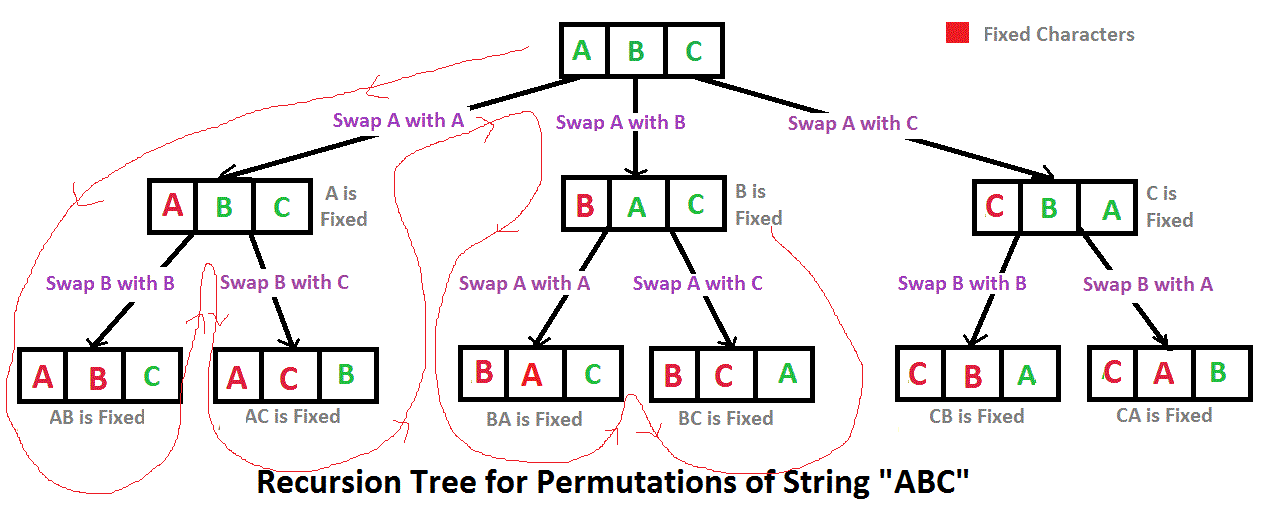 A B C
Fixed Characters
Swap A with A
Swap A with B
Swap A with C
A B C
A is
Fixed
B A C
B is
Fixed
C B A
C is
Fixed
Swap B with B
Swap B with C
Swap A with A
Swap A with C
Swap B with B
Swap B with A
A B C
A C B
B A C
B C A
C B A
C A B
AB is Fixed
AC is Fixed
BA is Fixed
BC is Fixed
CB is Fixed
CA is Fixed
Recursion Tree for Permutations of String "ABC"